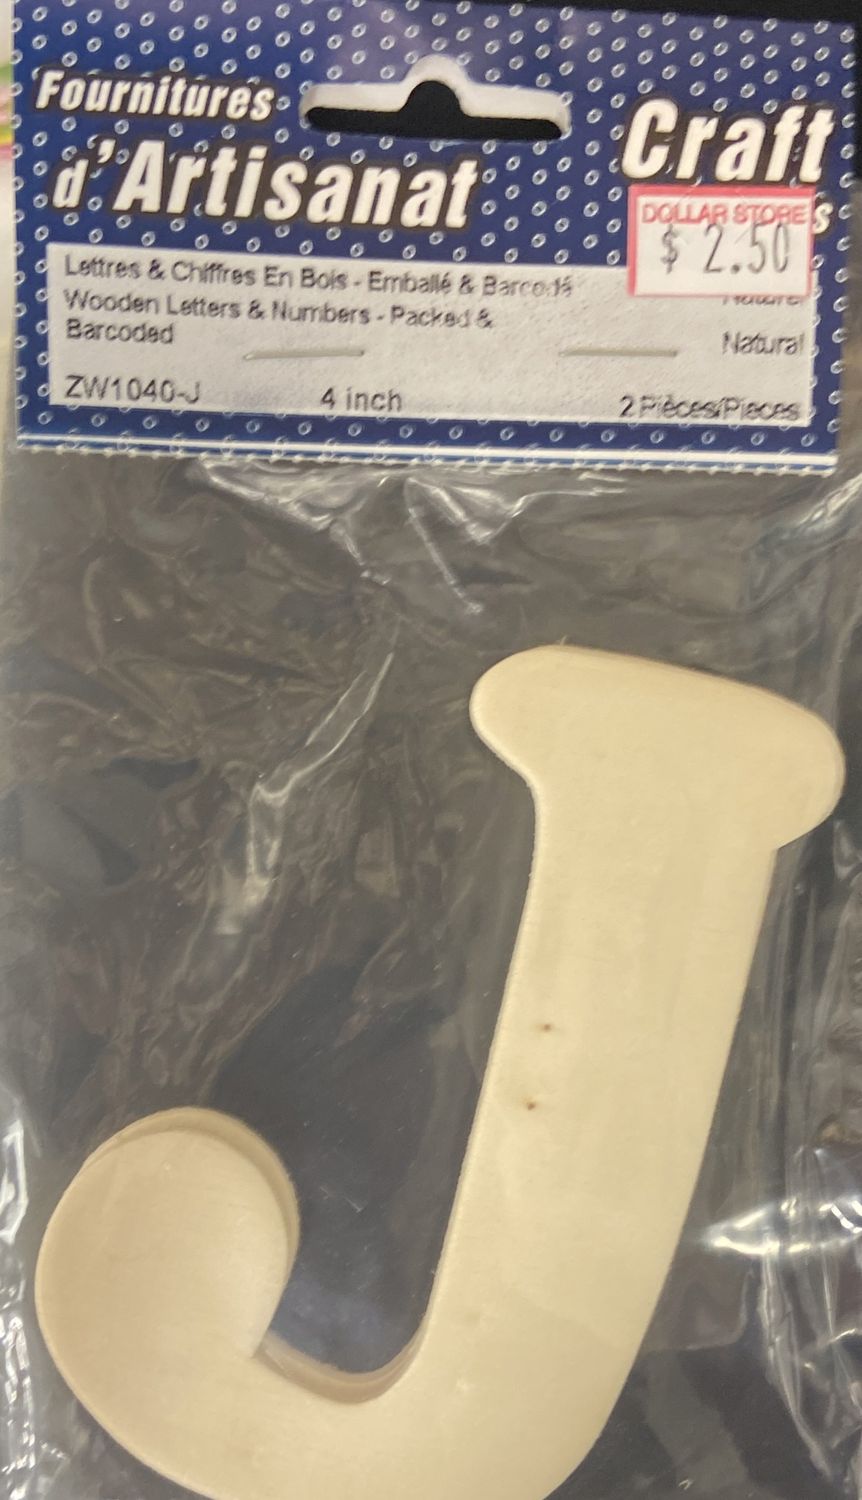 Fournitures
d'Artisanat
Craft
DOLLAR STORE
$ 2.50
Lettres & Chiffres En Bois - Emballé & Barcodé
Wooden Letters & Numbers - Packed &
Barcoded
Natural
ZW1040-J 4 inch 2 Pièces/Pieces